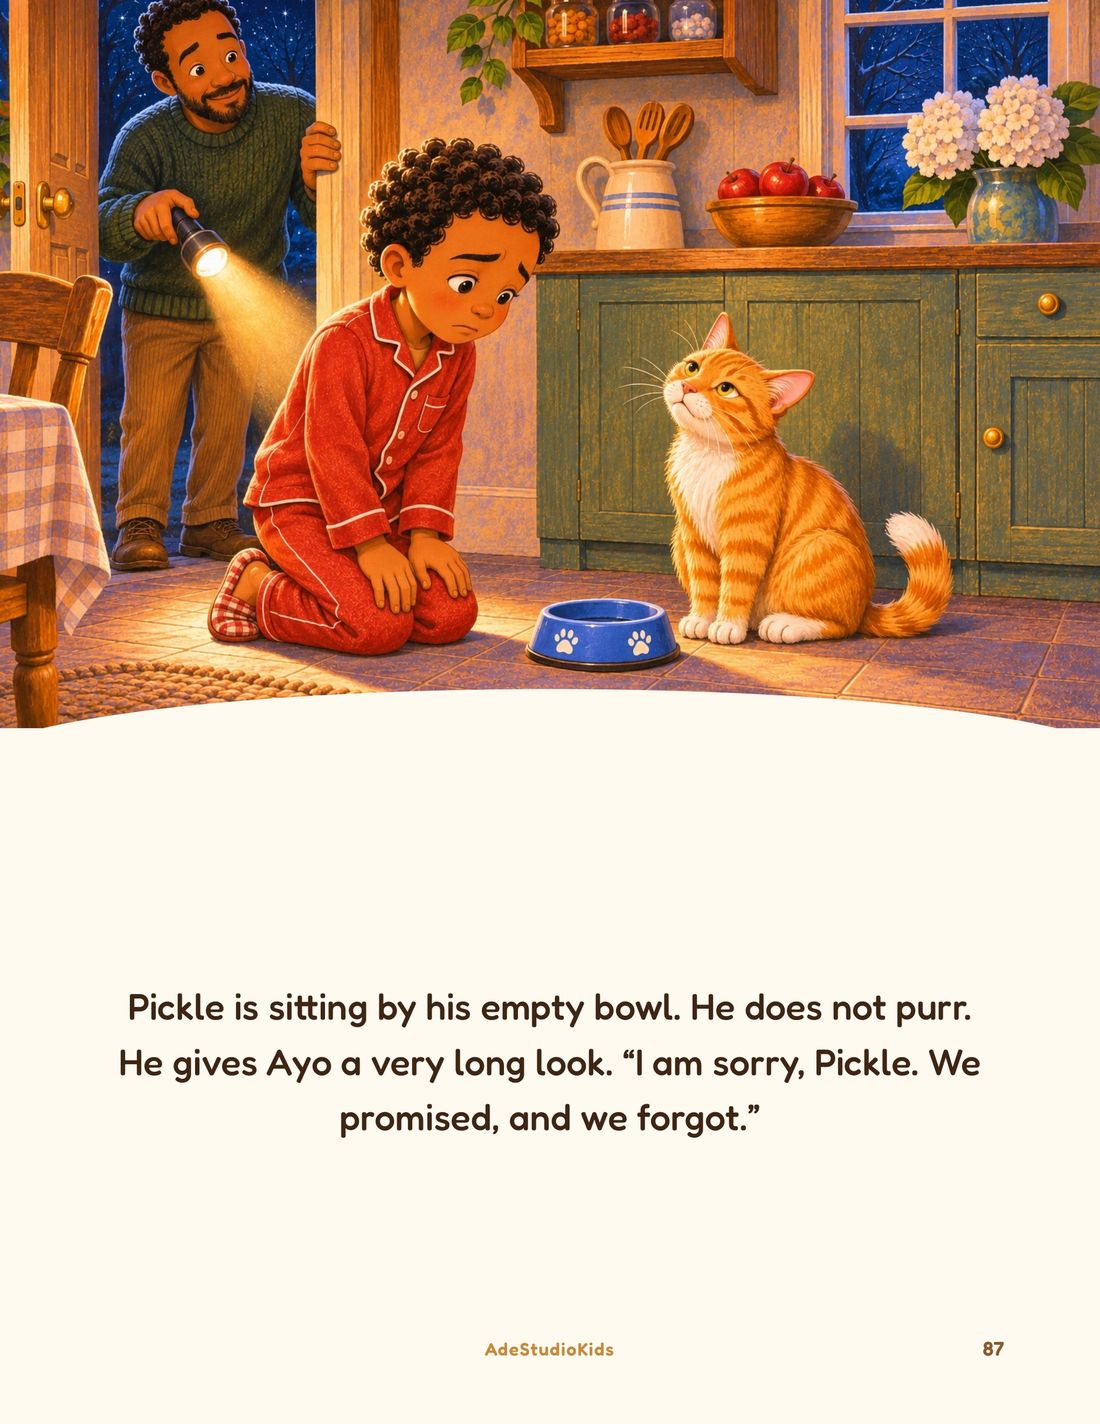 Pickle is sitting by his empty bowl. He does not purr.
He gives Ayo a very long look. “I am sorry, Pickle. We
promised, and we forgot.”
AdeStudioKids
87